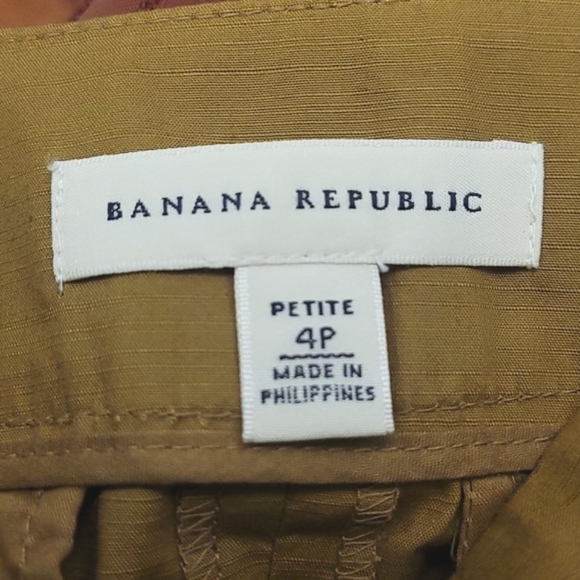 BANANA REPUBLIC
PETITE
4P
MADE IN
PHILIPPINES